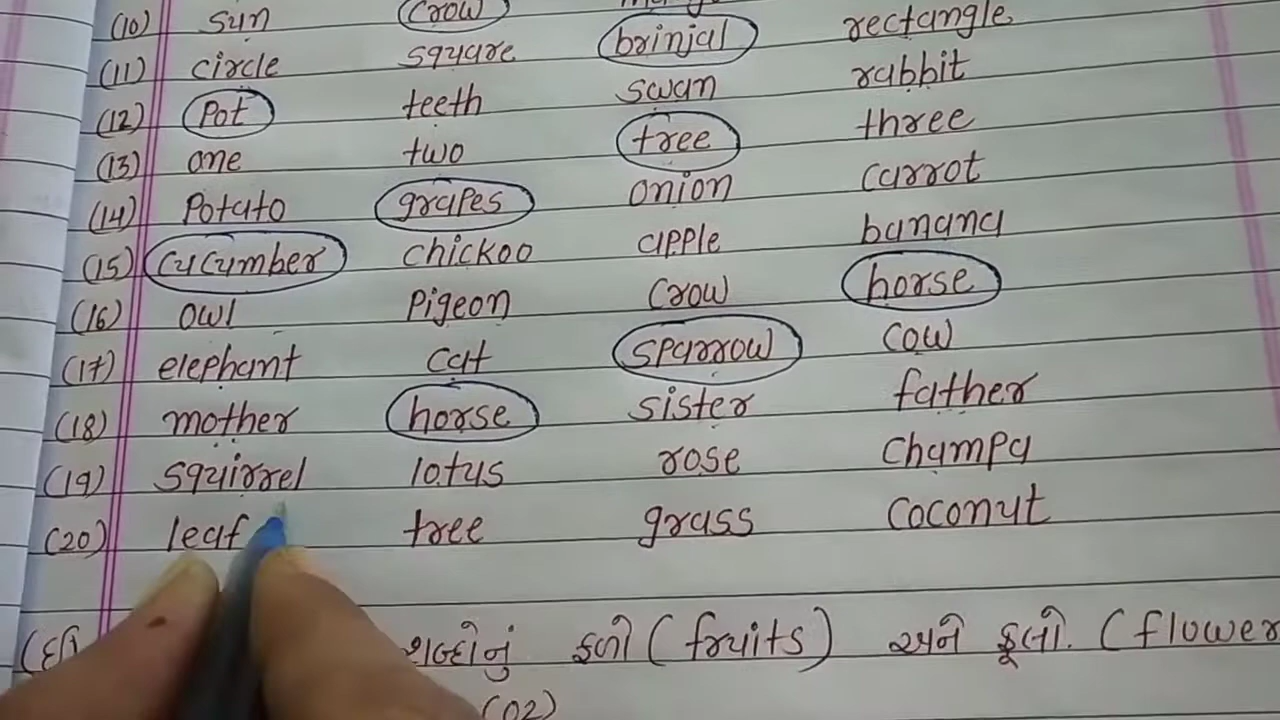 (10) sun crow
(11) circle square brinjal rectangle
(12) Pot teeth swan rabbit
(13) one two tree three
(14) Potato grapes onion carrot
(15) cucumber chickoo apple banana
(16) owl Pigeon crow horse
(17) elephant cat sparrow cow
(18) mother horse sister father
(19) squirrel lotus rose champa
(20) leaf tree grass coconut
શબ્દોનું ફળો (fruits) અને ફૂલો. (flower
(02)